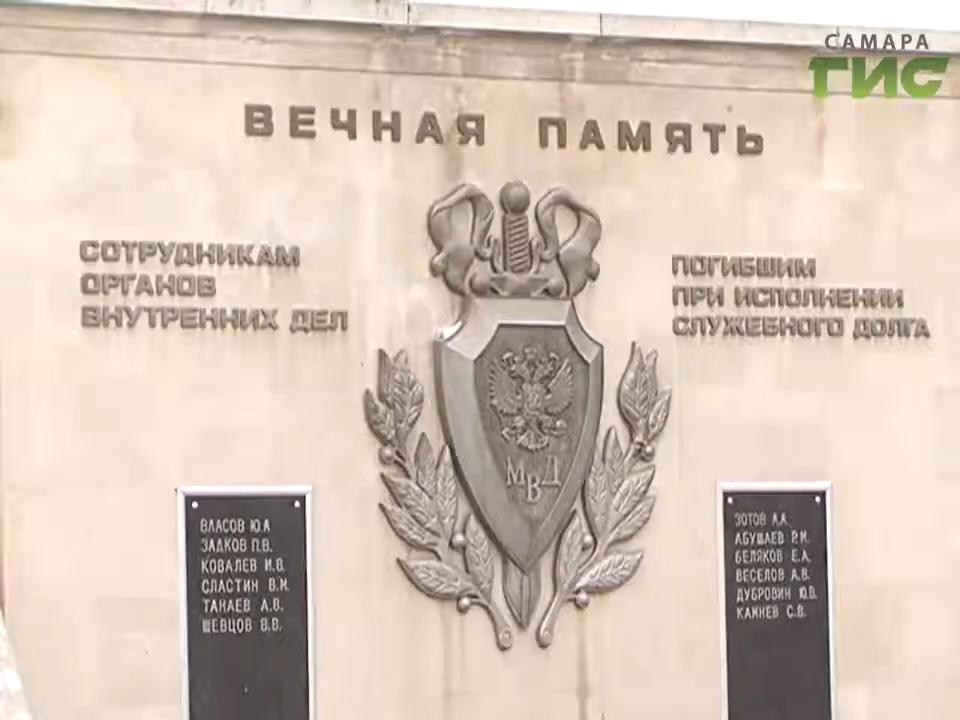 САМАРА
ГИС
ВЕЧНАЯ ПАМЯТЬ
СОТРУДНИКАМ
ОРГАНОВ
ВНУТРЕННИХ ДЕЛ
ПОГИБШИМ
ПРИ ИСПОЛНЕНИИ
СЛУЖЕБНОГО ДОЛГА
МВД
ВЛАСОВ Ю.А
ЗАДКОВ П.В.
КОВАЛЕВ И.В.
СЛАСТИН В.И.
ТАНАЕВ А.В.
ШЕВЦОВ В.В.
ЗОТОВ А.А.
АБУШАЕВ Р.И.
БЕЛЯКОВ Е.А.
ВЕСЕЛОВ А.В.
ДУБРОВИН Ю.В.
КАМНЕВ С.В.